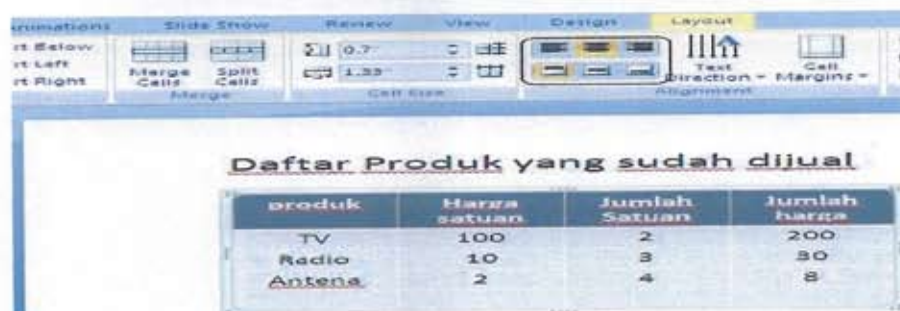 Animations Slide Show Review View Design Layout
rt Below
rt Left
rt Right
Merge Cells
Split Cells
Merge
0.7"
1.33
Cell Size
Text Direction
Cell Margins
Alignment
Daftar Produk yang sudah dijual
produk Harga satuan Jumlah Satuan Jumlah harga
TV 100 2 200
Radio 10 3 30
Antena 2 4 8